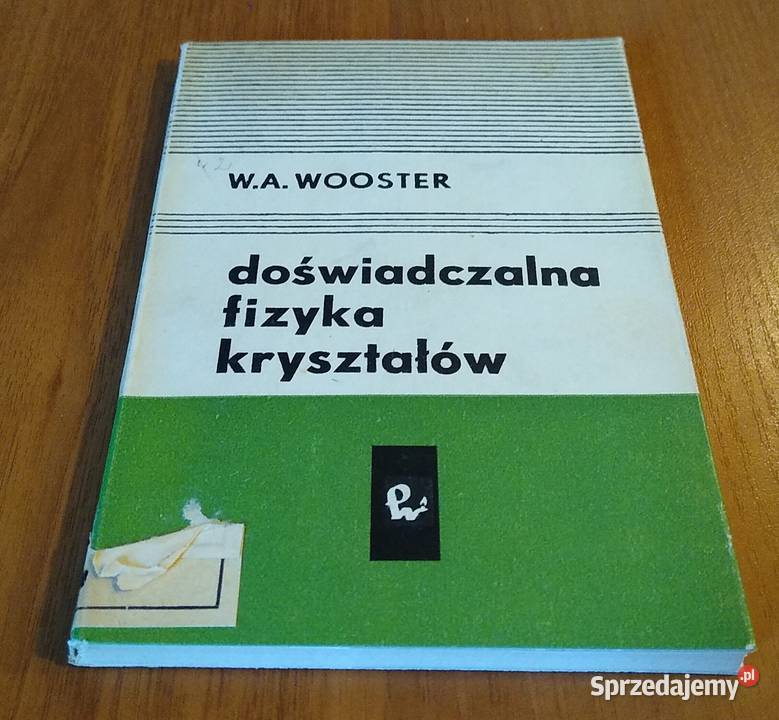 W.A. WOOSTER
doświadczalna
fizyka
kryształów
Sprzedajemy.pl